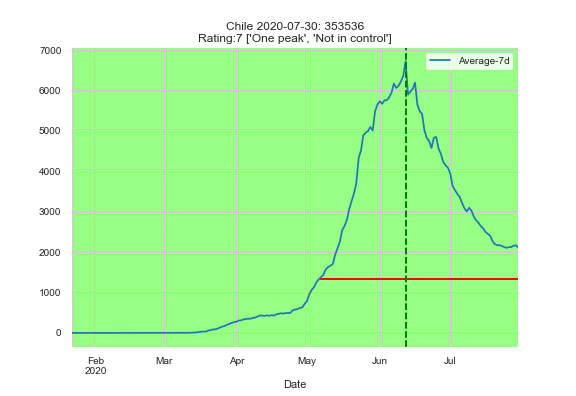 Chile 2020-07-30: 353536
Rating:7 ['One peak', 'Not in control']
Average-7d
7000
6000
5000
4000
3000
2000
1000
0
Feb
2020
Mar
Apr
May
Jun
Jul
Date